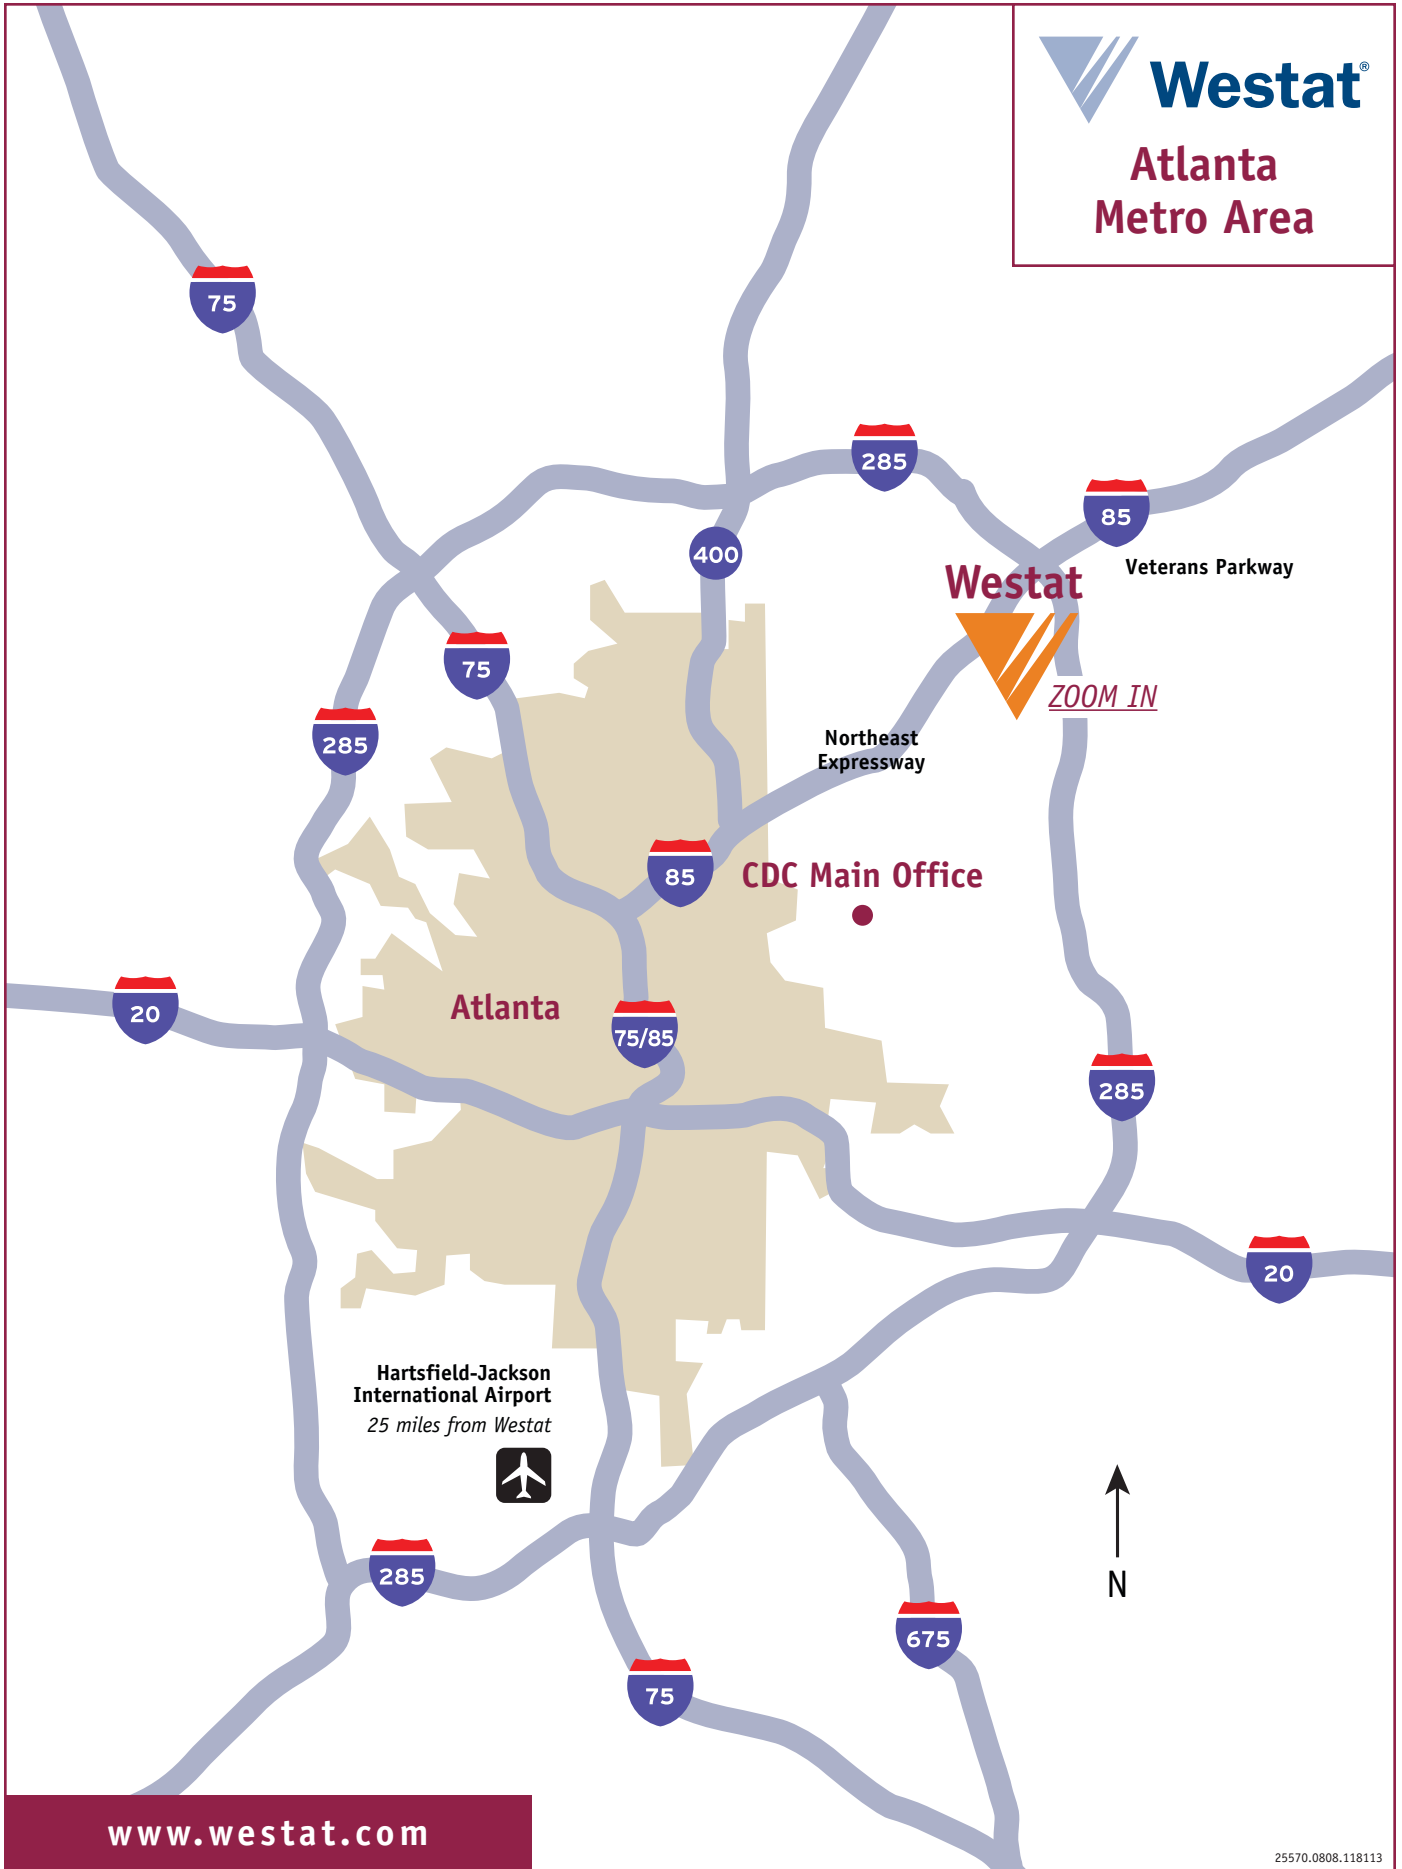 Westat®
Atlanta
Metro Area
75
285
85
Veterans Parkway
400
Westat
75
ZOOM IN
285
Northeast
Expressway
85
CDC Main Office
20
Atlanta
75/85
285
20
Hartsfield-Jackson
International Airport
25 miles from Westat
N
285
675
75
www.westat.com
25570.0808.118113